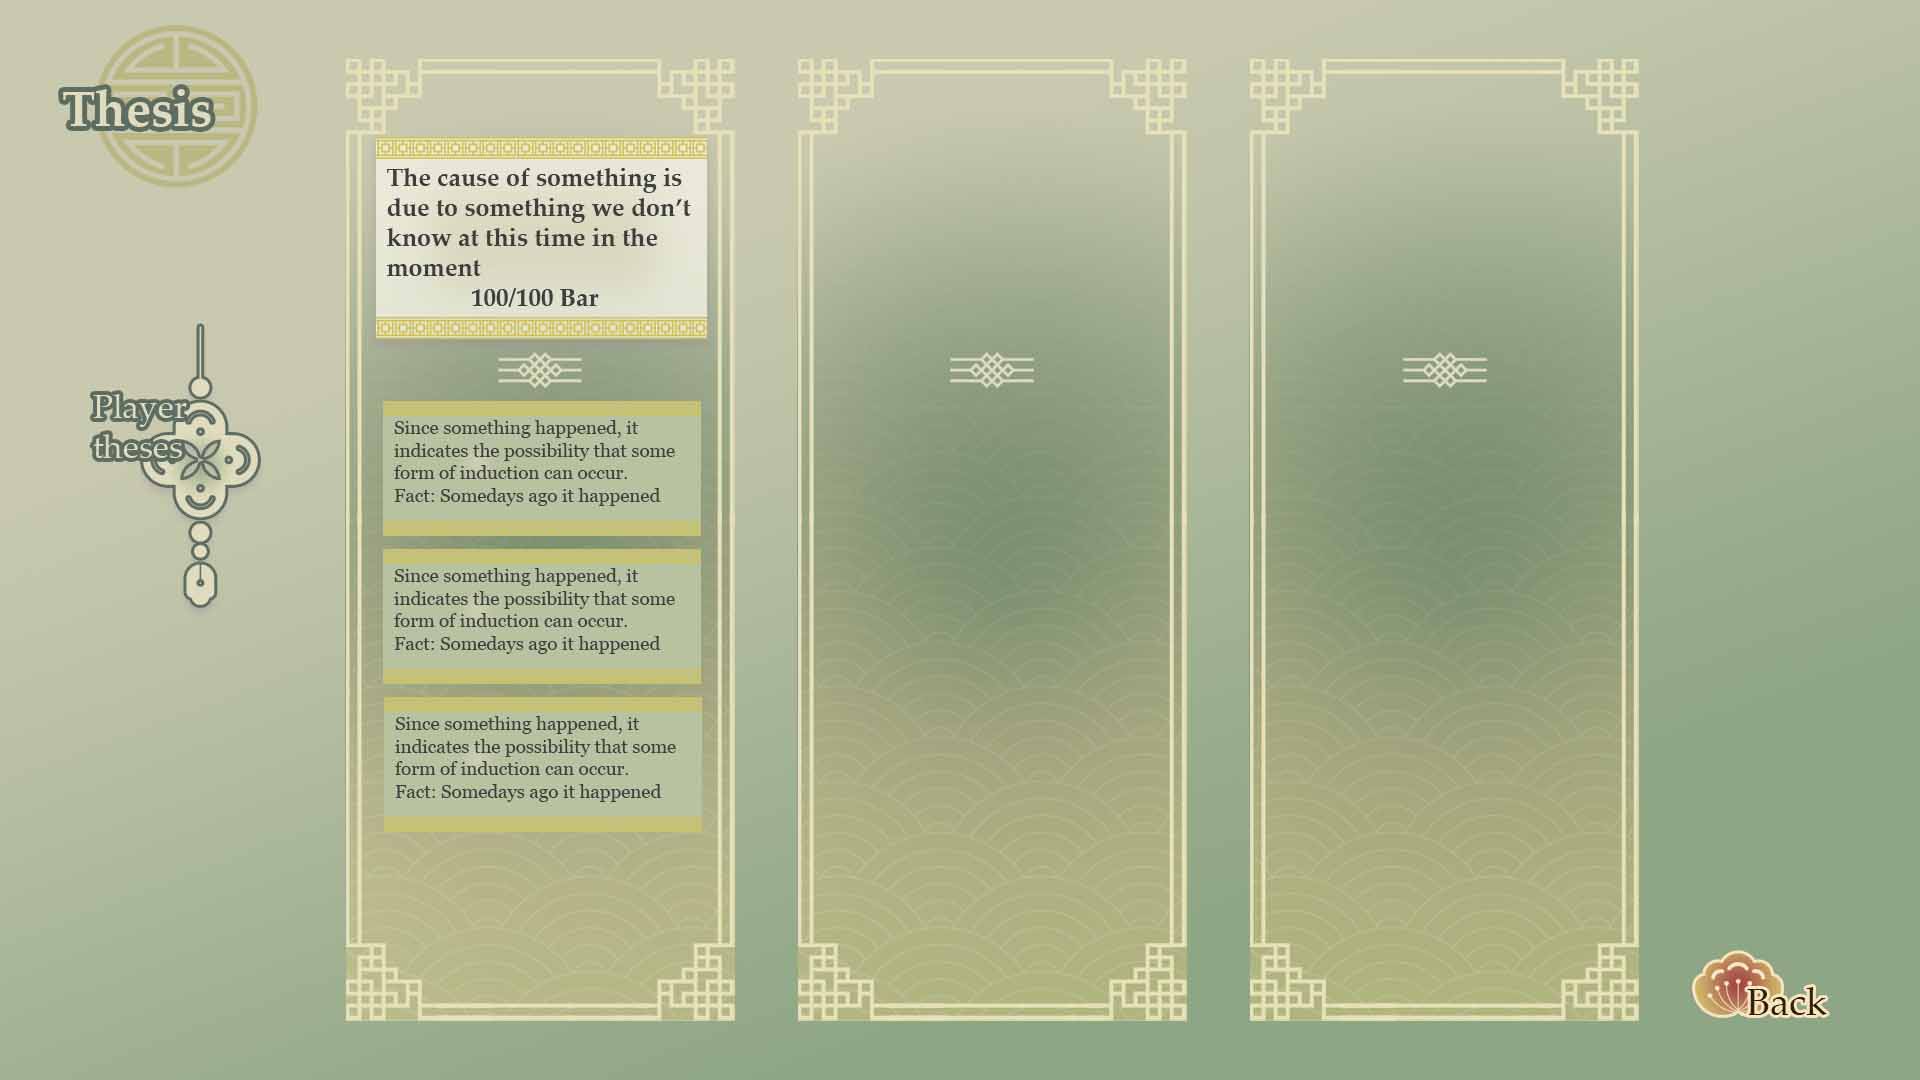 Thesis
Player
theses
The cause of something is
due to something we don’t
know at this time in the
moment
100/100 Bar
Since something happened, it
indicates the possibility that some
form of induction can occur.
Fact: Somedays ago it happened
Since something happened, it
indicates the possibility that some
form of induction can occur.
Fact: Somedays ago it happened
Since something happened, it
indicates the possibility that some
form of induction can occur.
Fact: Somedays ago it happened
Back